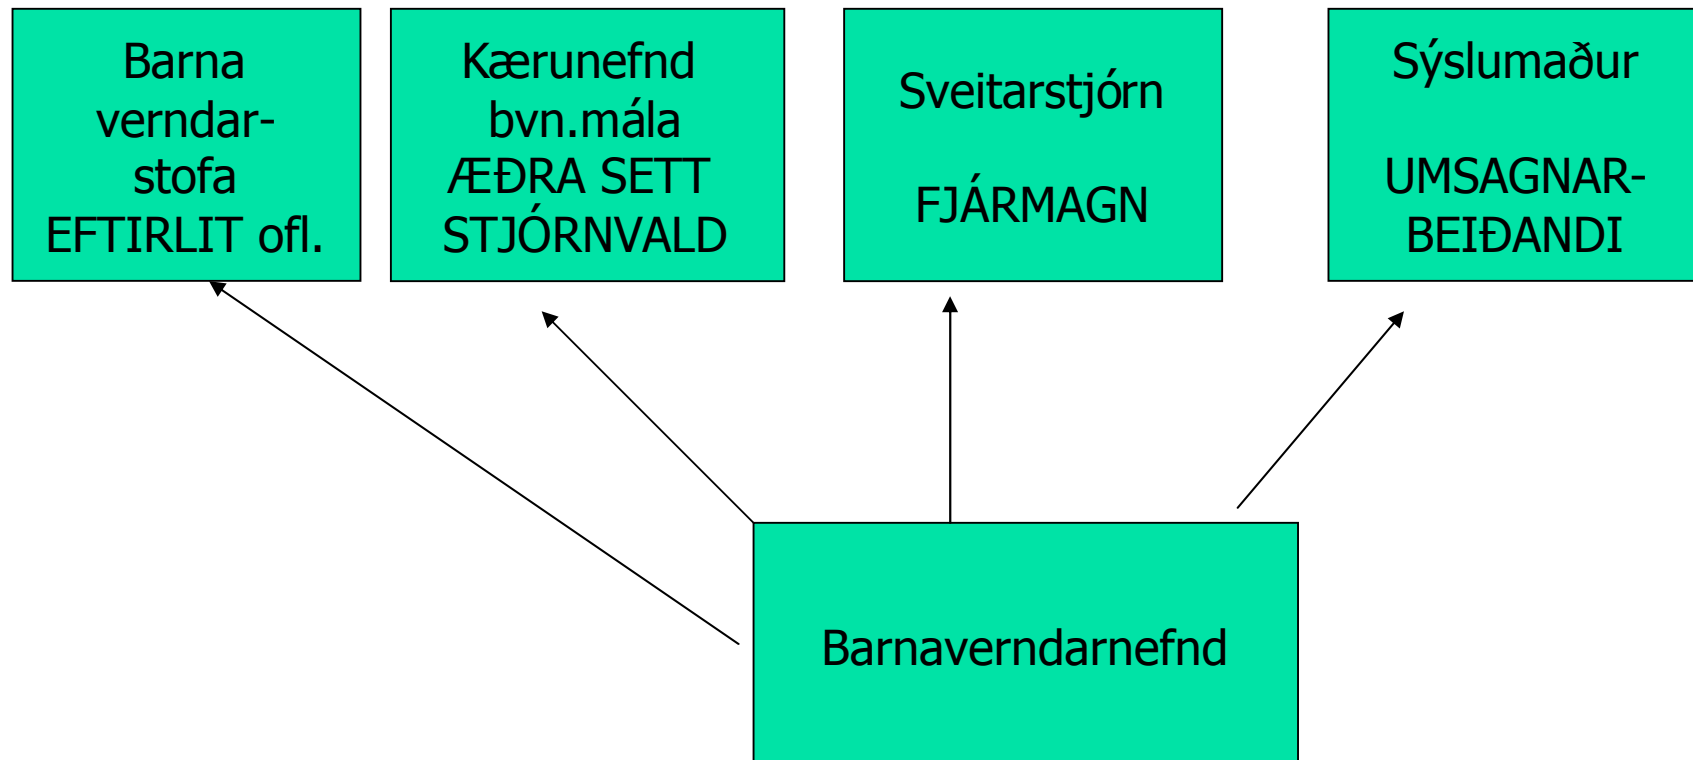 Barna
verndar-
stofa
EFTIRLIT ofl.
Kærunefnd
bvn.mála
ÆÐRA SETT
STJÓRNVALD
Sveitarstjórn
FJÁRMAGN
Sýslumaður
UMSAGNAR-
BEIÐANDI
Barnaverndarnefnd